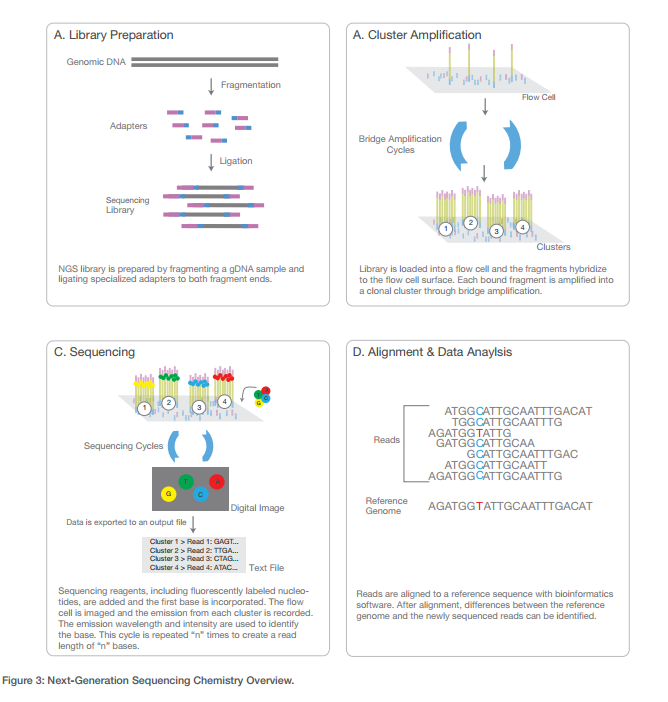 A. Library Preparation
Genomic DNA
Fragmentation
Adapters
Ligation
Sequencing
Library
NGS library is prepared by fragmenting a gDNA sample and
ligating specialized adapters to both fragment ends.
A. Cluster Amplification
Flow Cell
Bridge Amplification
Cycles
1
2
3
4
Clusters
Library is loaded into a flow cell and the fragments hybridize
to the flow cell surface. Each bound fragment is amplified into
a clonal cluster through bridge amplification.
C. Sequencing
1
2
3
4
T
A
G
C
Sequencing Cycles
T
A
G
C
Digital Image
Data is exported to an output file
Cluster 1 > Read 1: GAGT...
Cluster 2 > Read 2: TTGA...
Cluster 3 > Read 3: CTAG...
Cluster 4 > Read 4: ATAC...
Text File
Sequencing reagents, including fluorescently labeled nucleo-
tides, are added and the first base is incorporated. The flow
cell is imaged and the emission from each cluster is recorded.
The emission wavelength and intensity are used to identify
the base. This cycle is repeated “n” times to create a read
length of “n” bases.
D. Alignment & Data Anaylsis
Reads
ATGGCATTGCAATTTGACAT
TGGCATTGCAATTTG
AGATGGTATTG
GATGGCATTGCAA
GCATTGCAATTTGAC
ATGGCATTGCAATT
AGATGGCATTGCAATTTG
Reference
Genome
AGATGGTATTGCAATTTGACAT
Reads are aligned to a reference sequence with bioinformatics
software. After alignment, differences between the reference
genome and the newly sequenced reads can be identified.
Figure 3: Next-Generation Sequencing Chemistry Overview.